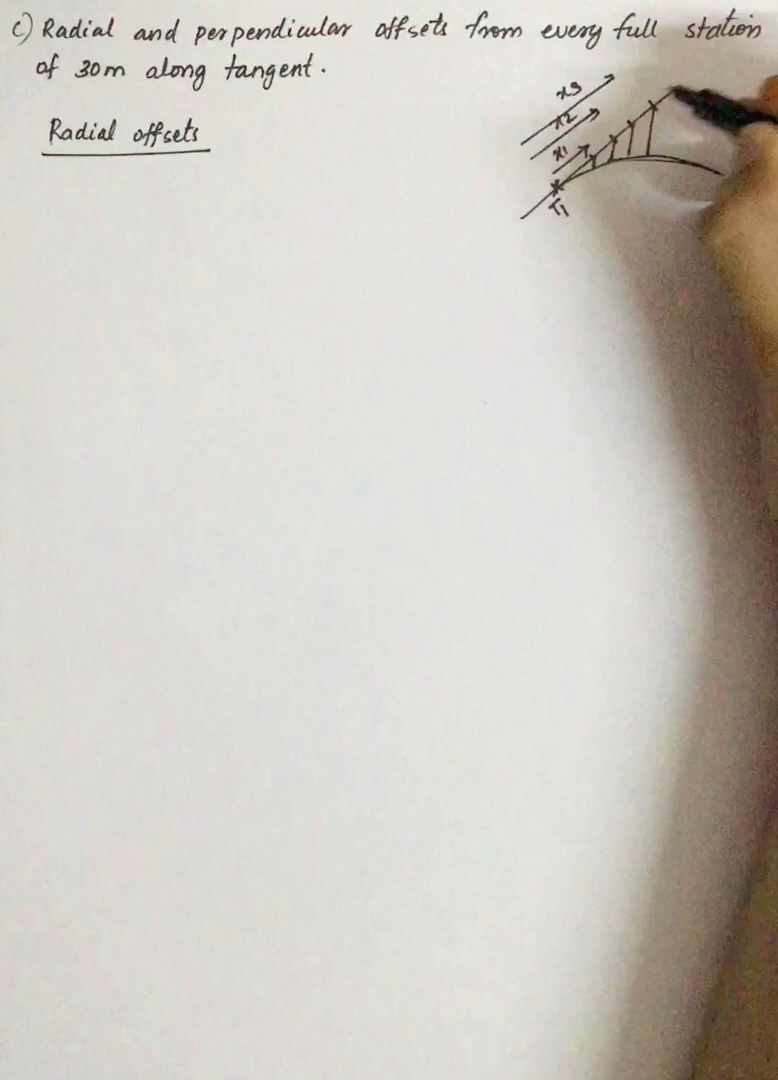 c) Radial and perpendicular offsets from every full station
of 30m along tangent.
Radial offsets
x3
x2
x1
T1